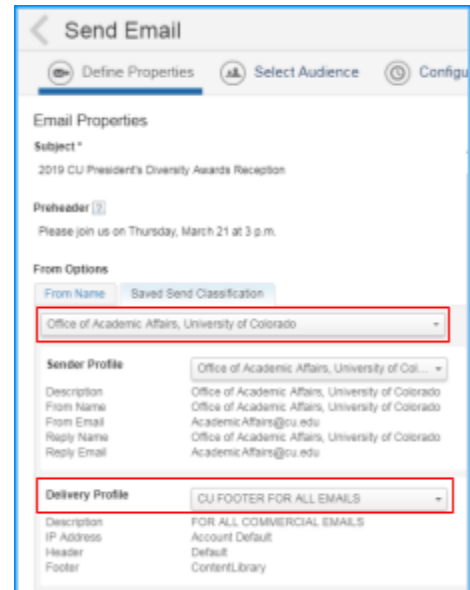 Send Email
Define Properties Select Audience Configu
Email Properties
Subject *
2019 CU President's Diversity Awards Reception
Preheader [?]
Please join us on Thursday, March 21 at 3 p.m.
From Options
From Name Saved Send Classification
Office of Academic Affairs, University of Colorado
Sender Profile Office of Academic Affairs, University of Col...
Description Office of Academic Affairs, University of Colorado
From Name Office of Academic Affairs, University of Colorado
From Email AcademicAffairs@cu.edu
Reply Name Office of Academic Affairs, University of Colorado
Reply Email AcademicAffairs@cu.edu
Delivery Profile CU FOOTER FOR ALL EMAILS
Description FOR ALL COMMERCIAL EMAILS
IP Address Account Default
Header Default
Footer ContentLibrary